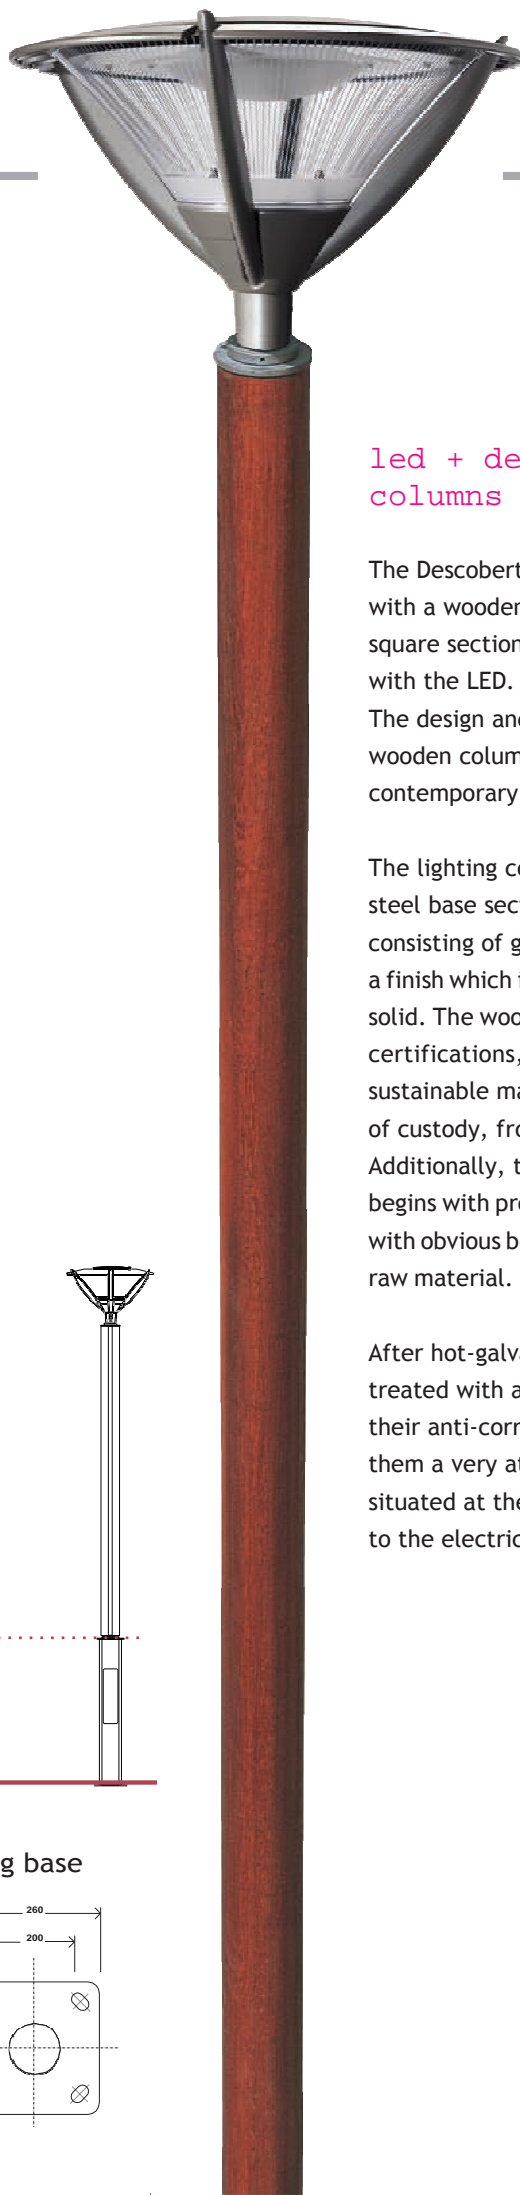 led + de
columns
The Descobert
with a wooden
square section
with the LED.
The design and
wooden colum
contemporary
The lighting co
steel base sec
consisting of g
a finish which i
solid. The woo
certifications,
sustainable ma
of custody, fro
Additionally, t
begins with pr
with obvious b
raw material.
After hot-galv
treated with a
their anti-corr
them a very at
situated at the
to the electric
g base
260
200